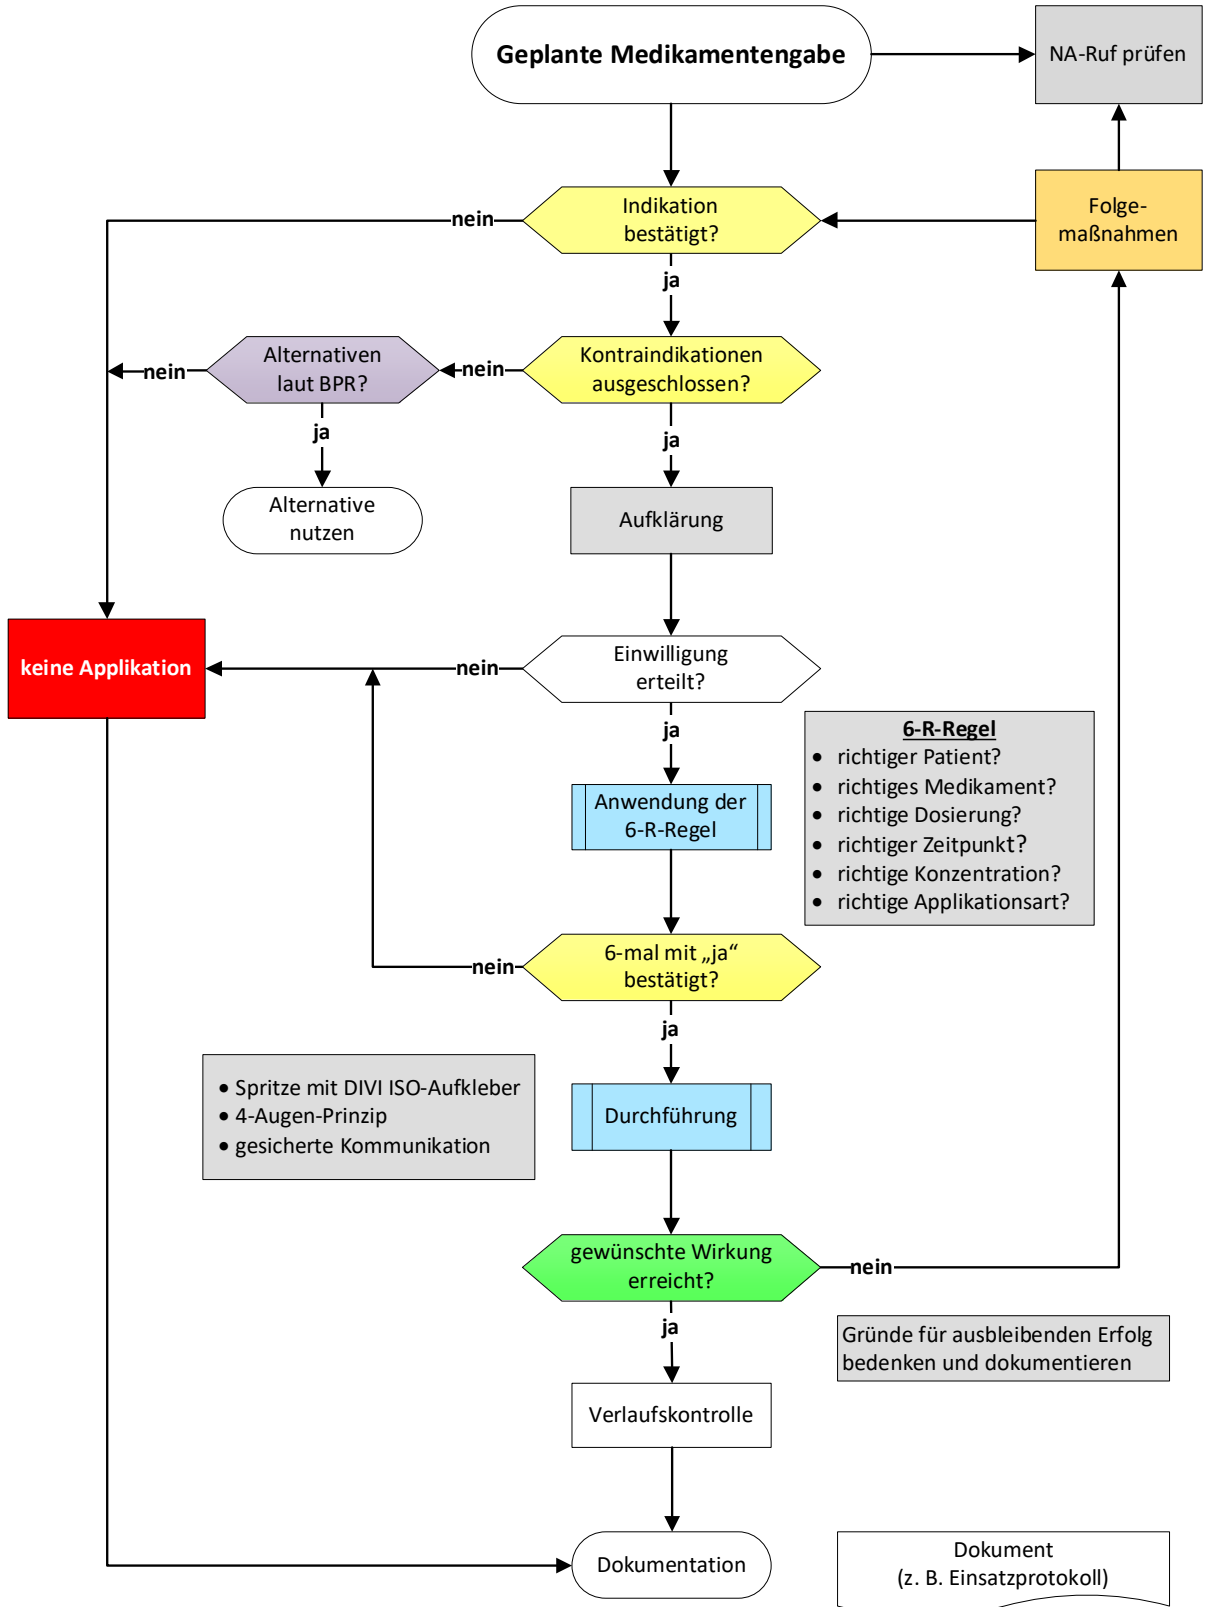 Geplante Medikamentengabe
NA-Ruf prüfen
Indikation
bestätigt?
nein
Folge-
maßnahmen
ja
Kontraindikationen
ausgeschlossen?
nein
Alternativen
laut BPR?
nein
ja
Alternative
nutzen
ja
Aufklärung
Einwilligung
erteilt?
nein
keine Applikation
ja
Anwendung der
6-R-Regel
6-R-Regel
• richtiger Patient?
• richtiges Medikament?
• richtige Dosierung?
• richtiger Zeitpunkt?
• richtige Konzentration?
• richtige Applikationsart?
6-mal mit „ja“
bestätigt?
nein
ja
• Spritze mit DIVI ISO-Aufkleber
• 4-Augen-Prinzip
• gesicherte Kommunikation
Durchführung
gewünschte Wirkung
erreicht?
nein
ja
Gründe für ausbleibenden Erfolg
bedenken und dokumentieren
Verlaufskontrolle
Dokumentation
Dokument
(z. B. Einsatzprotokoll)